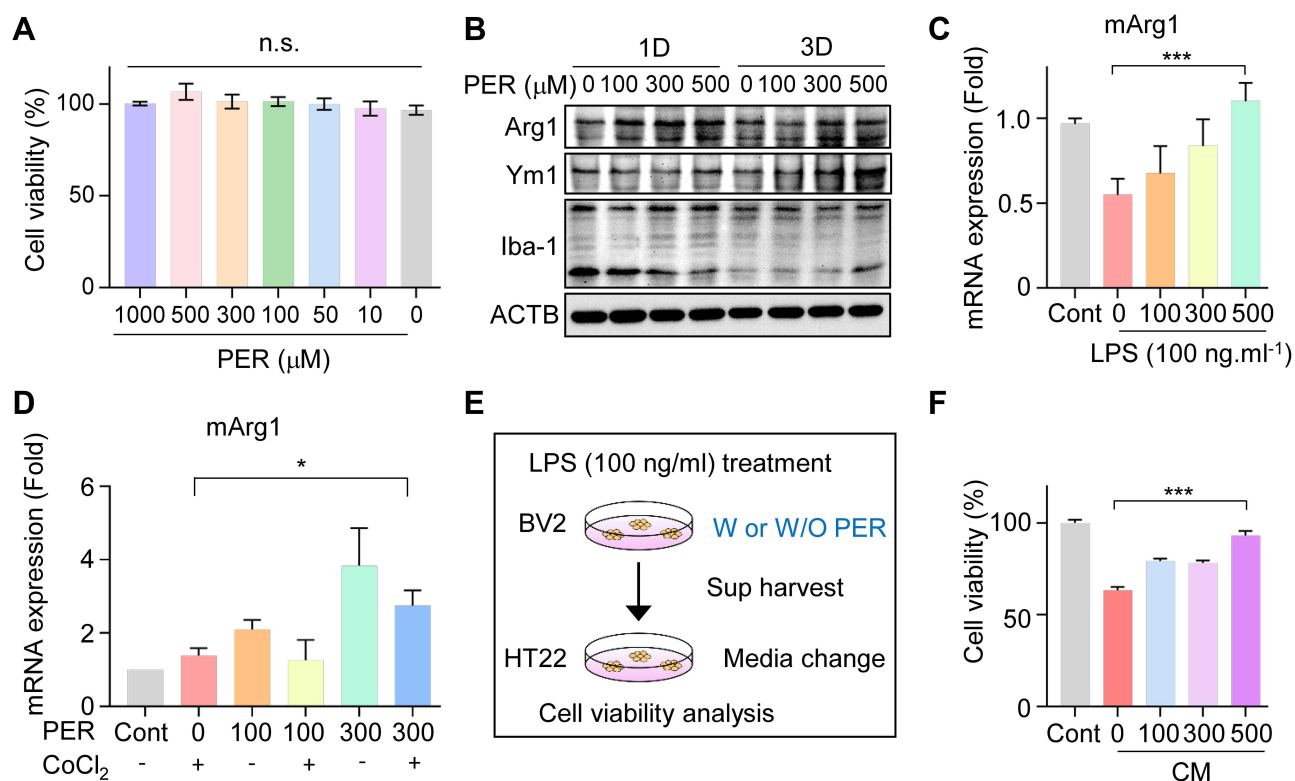 A
n.s.
Cell viability (%)
100
50
0
1000 500 300 100 50 10 0
PER (μM)
B
1D 3D
PER (μM) 0 100 300 500 0 100 300 500
Arg1
Ym1
Iba-1
ACTB
C
mArg1
***
mRNA expression (Fold)
1.0
0.5
0
Cont 0 100 300 500
LPS (100 ng.ml-1)
D
mArg1
*
mRNA expression (Fold)
6
4
2
0
PER Cont 0 100 100 300 300
CoCl2 - + - + - +
E
LPS (100 ng/ml) treatment
BV2 W or W/O PER
Sup harvest
HT22 Media change
Cell viability analysis
F
***
Cell viability (%)
100
50
0
Cont 0 100 300 500
CM